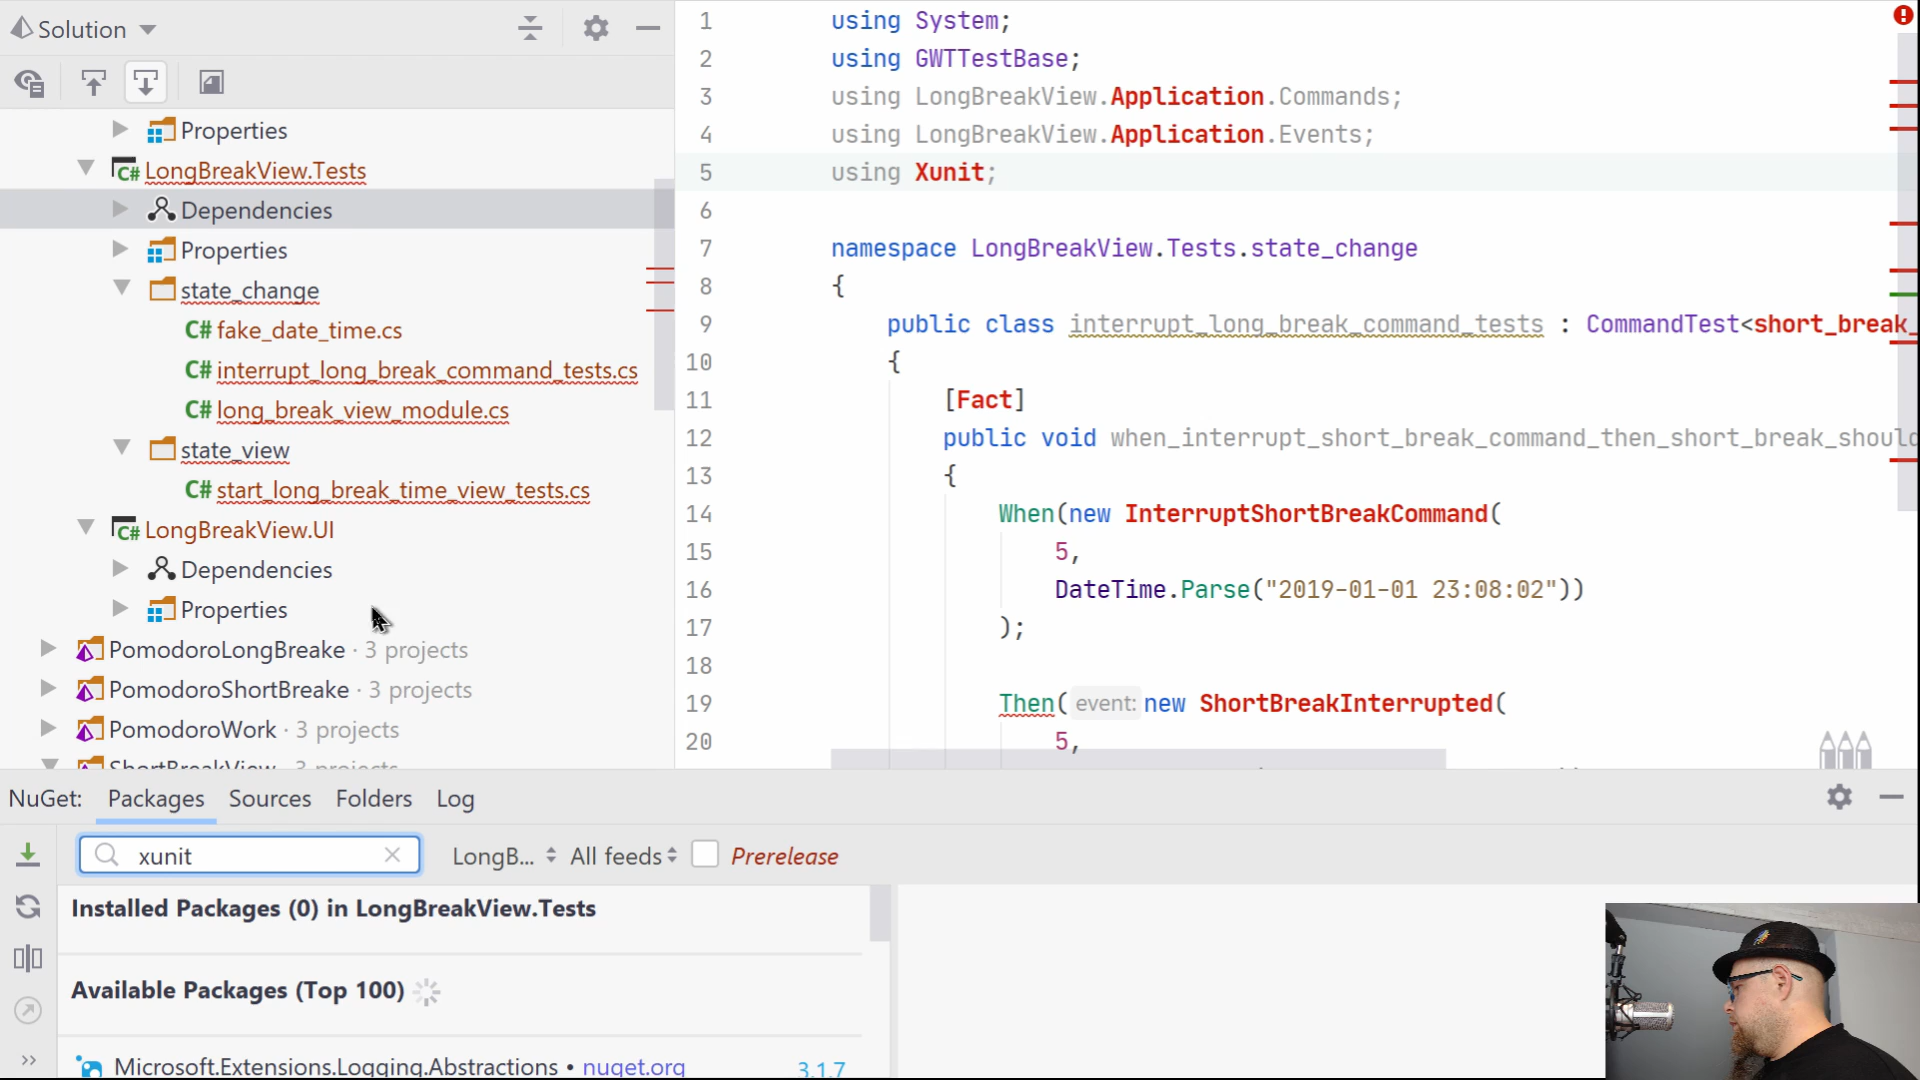 Solution
Properties
C# LongBreakView.Tests
Dependencies
Properties
state_change
C# fake_date_time.cs
C# interrupt_long_break_command_tests.cs
C# long_break_view_module.cs
state_view
C# start_long_break_time_view_tests.cs
C# LongBreakView.UI
Dependencies
Properties
PomodoroLongBreake · 3 projects
PomodoroShortBreake · 3 projects
PomodoroWork · 3 projects
ShortBreakView · 3 projects
1 using System;
2 using GWTTestBase;
3 using LongBreakView.Application.Commands;
4 using LongBreakView.Application.Events;
5 using Xunit;
6
7 namespace LongBreakView.Tests.state_change
8 {
9 public class interrupt_long_break_command_tests : CommandTest<short_break_
10 {
11 [Fact]
12 public void when_interrupt_short_break_command_then_short_break_should
13 {
14 When(new InterruptShortBreakCommand(
15 5,
16 DateTime.Parse("2019-01-01 23:08:02"))
17 );
18
19 Then( event: new ShortBreakInterrupted(
20 5,
NuGet: Packages Sources Folders Log
xunit LongB... All feeds Prerelease
Installed Packages (0) in LongBreakView.Tests
Available Packages (Top 100)
Microsoft.Extensions.Logging.Abstractions • nuget.org 3.1.7